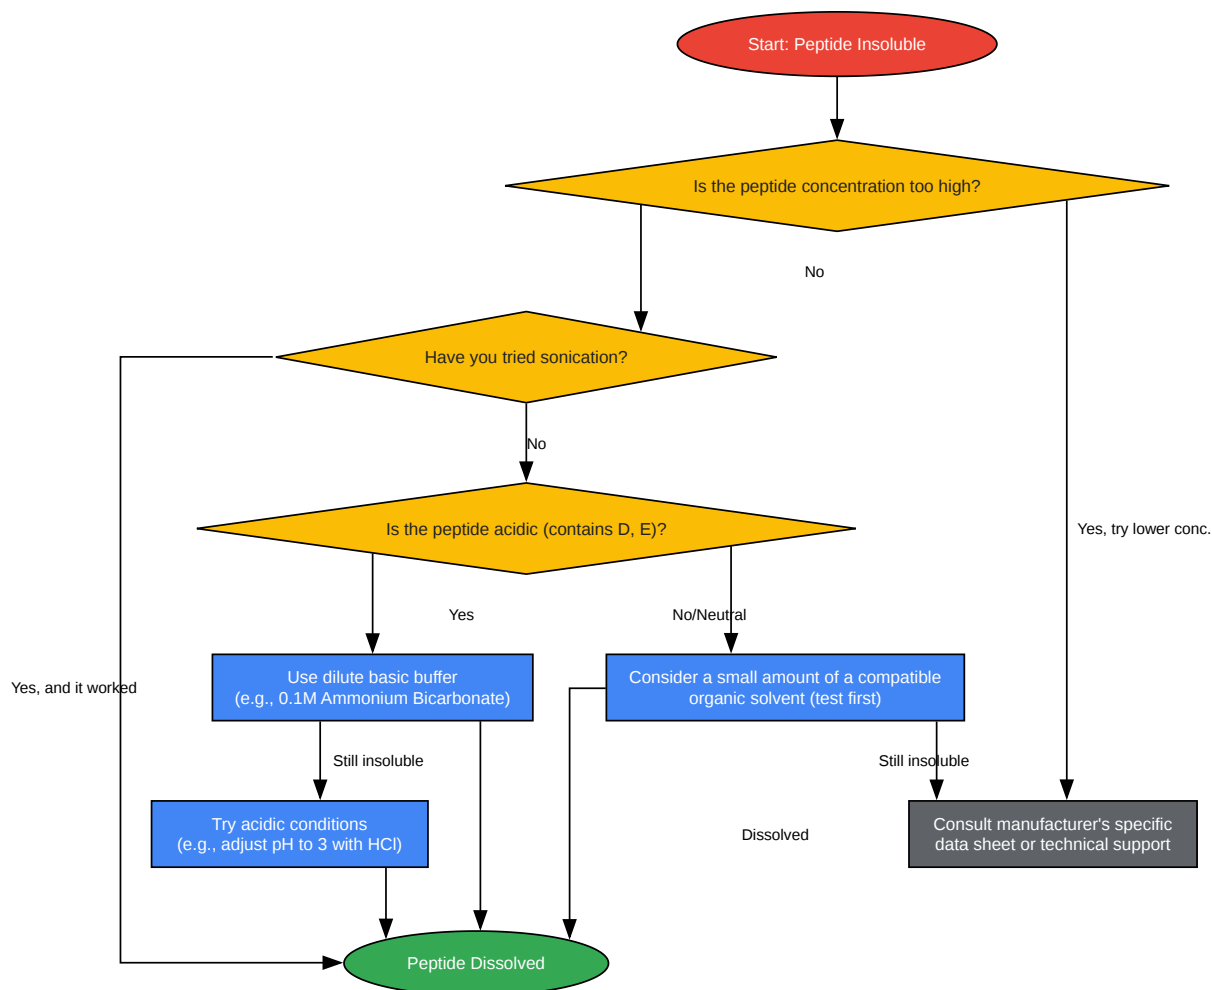 Start: Peptide Insoluble
Is the peptide concentration too high?
No
Have you tried sonication?
No
Is the peptide acidic (contains D, E)?
Yes, try lower conc.
Yes
No/Neutral
Use dilute basic buffer
(e.g., 0.1M Ammonium Bicarbonate)
Consider a small amount of a compatible
organic solvent (test first)
Yes, and it worked
Still insoluble
Still insoluble
Try acidic conditions
(e.g., adjust pH to 3 with HCl)
Dissolved
Consult manufacturer's specific
data sheet or technical support
Peptide Dissolved